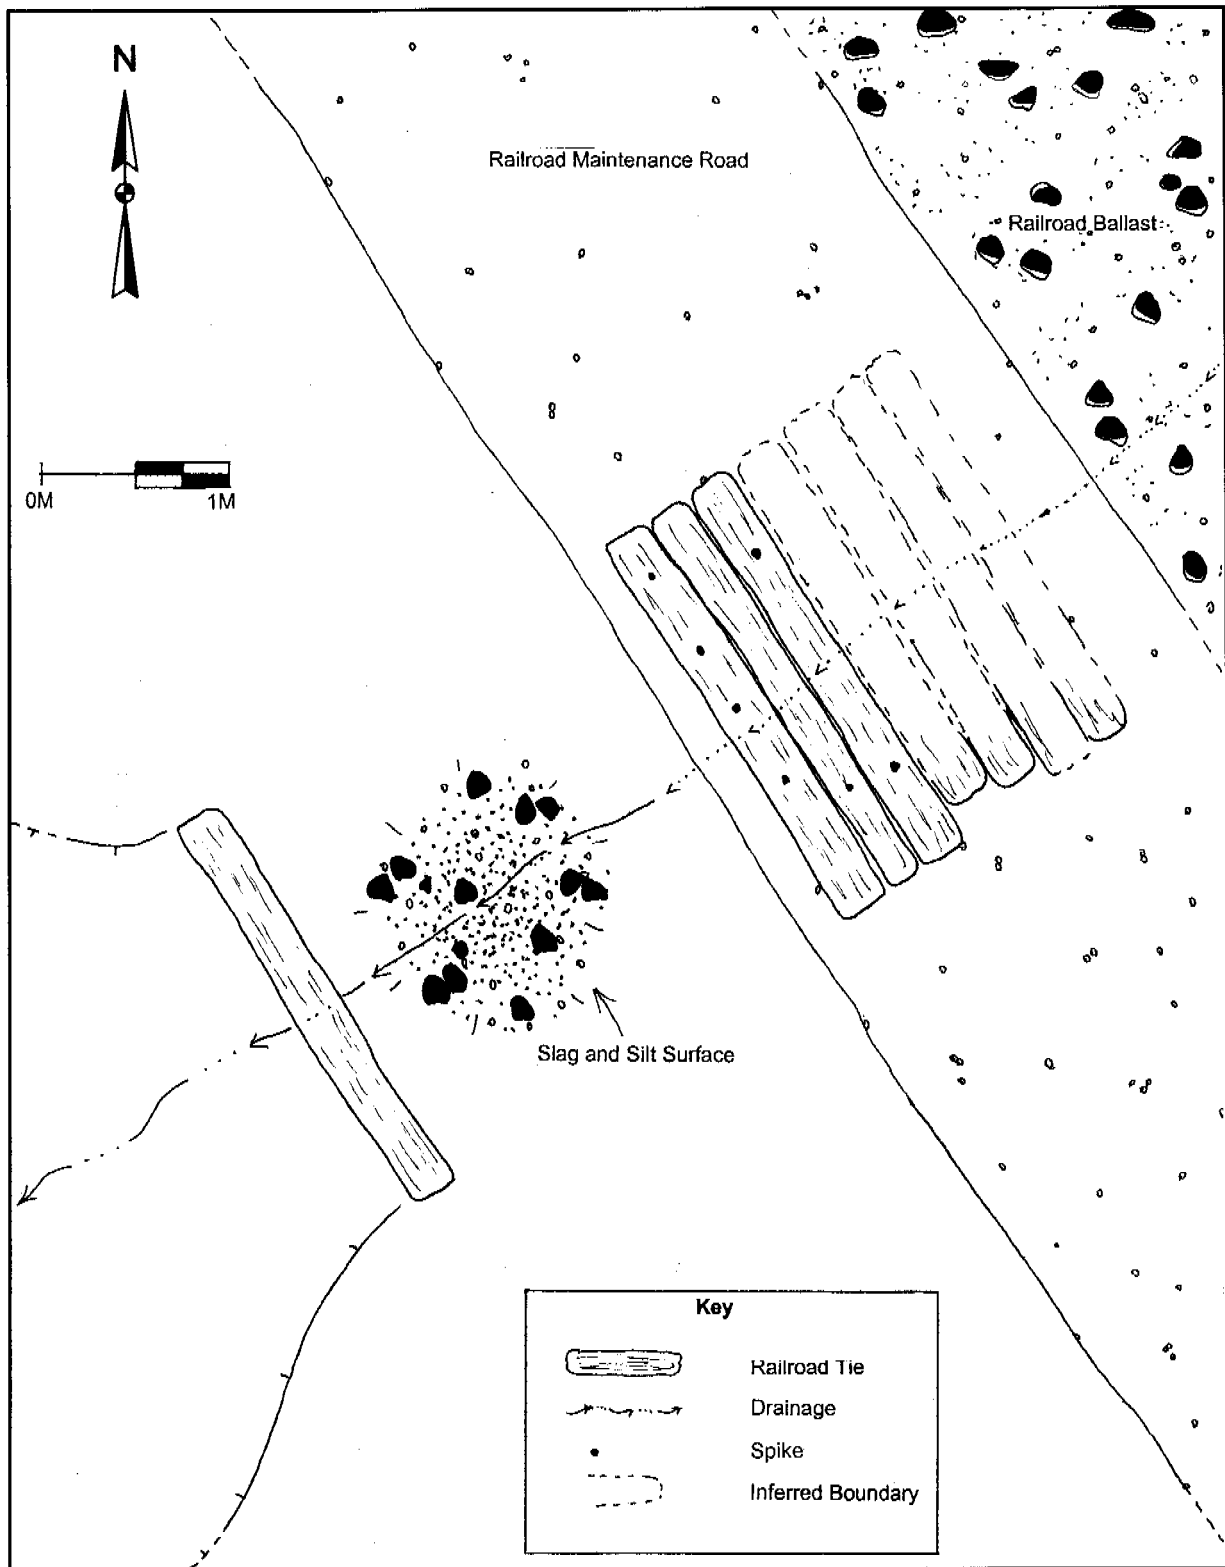 N
Railroad Maintenance Road
Railroad Ballast
0M 1M
Slag and Silt Surface
Key
Railroad Tie
Drainage
Spike
Inferred Boundary